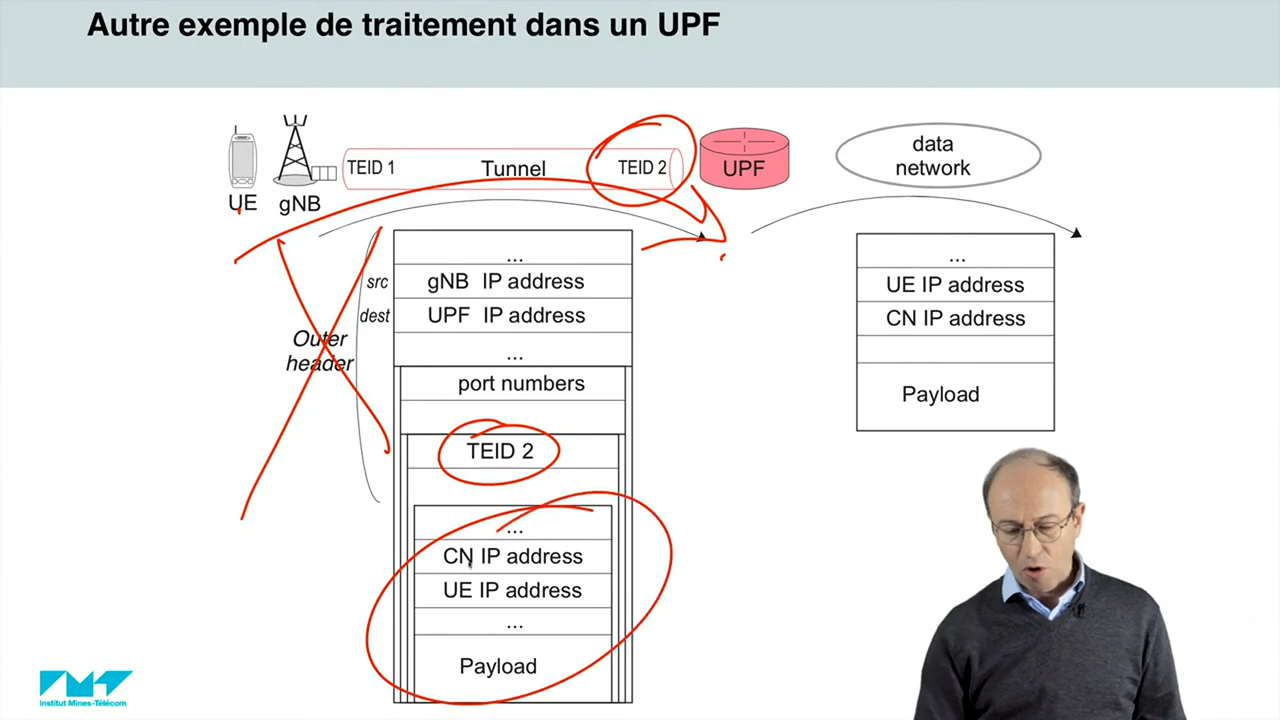 Autre exemple de traitement dans un UPF
TEID 1
Tunnel
TEID 2
UPF
data
network
UE
gNB
...
src
gNB IP address
dest
UPF IP address
Outer
header
...
port numbers
TEID 2
...
CN IP address
UE IP address
...
Payload
...
UE IP address
CN IP address
Payload
IMT
Institut Mines-Télécom